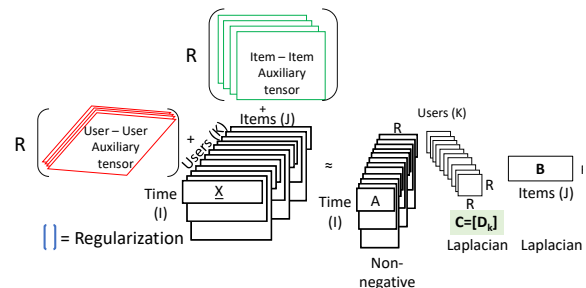 R
Item – Item
Auxiliary
tensor
+
Items (J)
R
User – User
Auxiliary
tensor
+
Users (K)
Time
(I)
X
≈
R
Time
(I)
A
Non-
negative
Users (K)
R
R
C=[Dk]
Laplacian
B
Items (J)
Laplacian
[ ] = Regularization